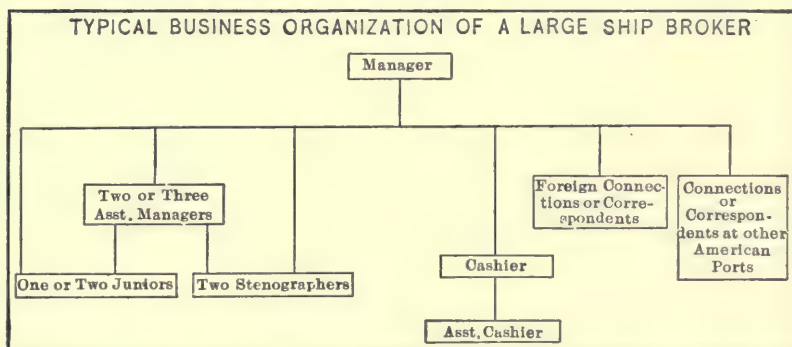 TYPICAL BUSINESS ORGANIZATION OF A LARGE SHIP BROKER
Manager
Two or Three
Asst. Managers
Foreign Connec-
tions or Corre-
spondents
Connections
or
Correspon-
dents at other
American
Ports
One or Two Juniors
Two Stenographers
Cashier
Asst. Cashier